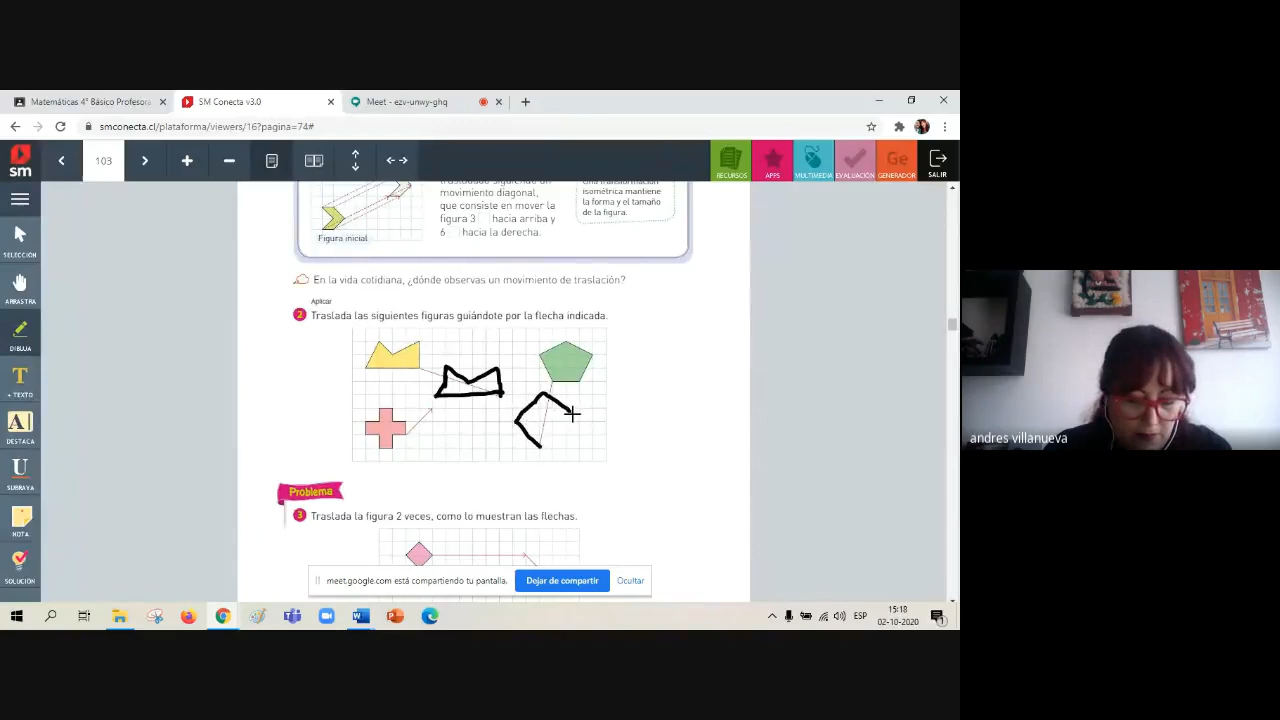 Matemáticas 4° Básico Profesora
SM Conecta v3.0
Meet - ezv-unwy-ghq
smconecta.cl/plataforma/viewers/16?pagina=74#
sm
103
RECURSOS
APPS
MULTIMEDIA
EVALUACIÓN
Ge
GENERADOR
SALIR
SELECCIÓN
ARRASTRA
DIBUJA
T
+ TEXTO
A
DESTACA
U
SUBRAYA
NOTA
SOLUCIÓN
movimiento diagonal,
que consiste en mover la
figura 3 hacia arriba y
6 hacia la derecha.
Figura inicial
isométrica mantiene
la forma y el tamaño
de la figura.
En la vida cotidiana, ¿dónde observas un movimiento de traslación?
Aplicar
2 Traslada las siguientes figuras guiándote por la flecha indicada.
Problema
3 Traslada la figura 2 veces, como lo muestran las flechas.
meet.google.com está compartiendo tu pantalla.
Dejar de compartir
Ocultar
ESP
15:18
02-10-2020
1
andres villanueva